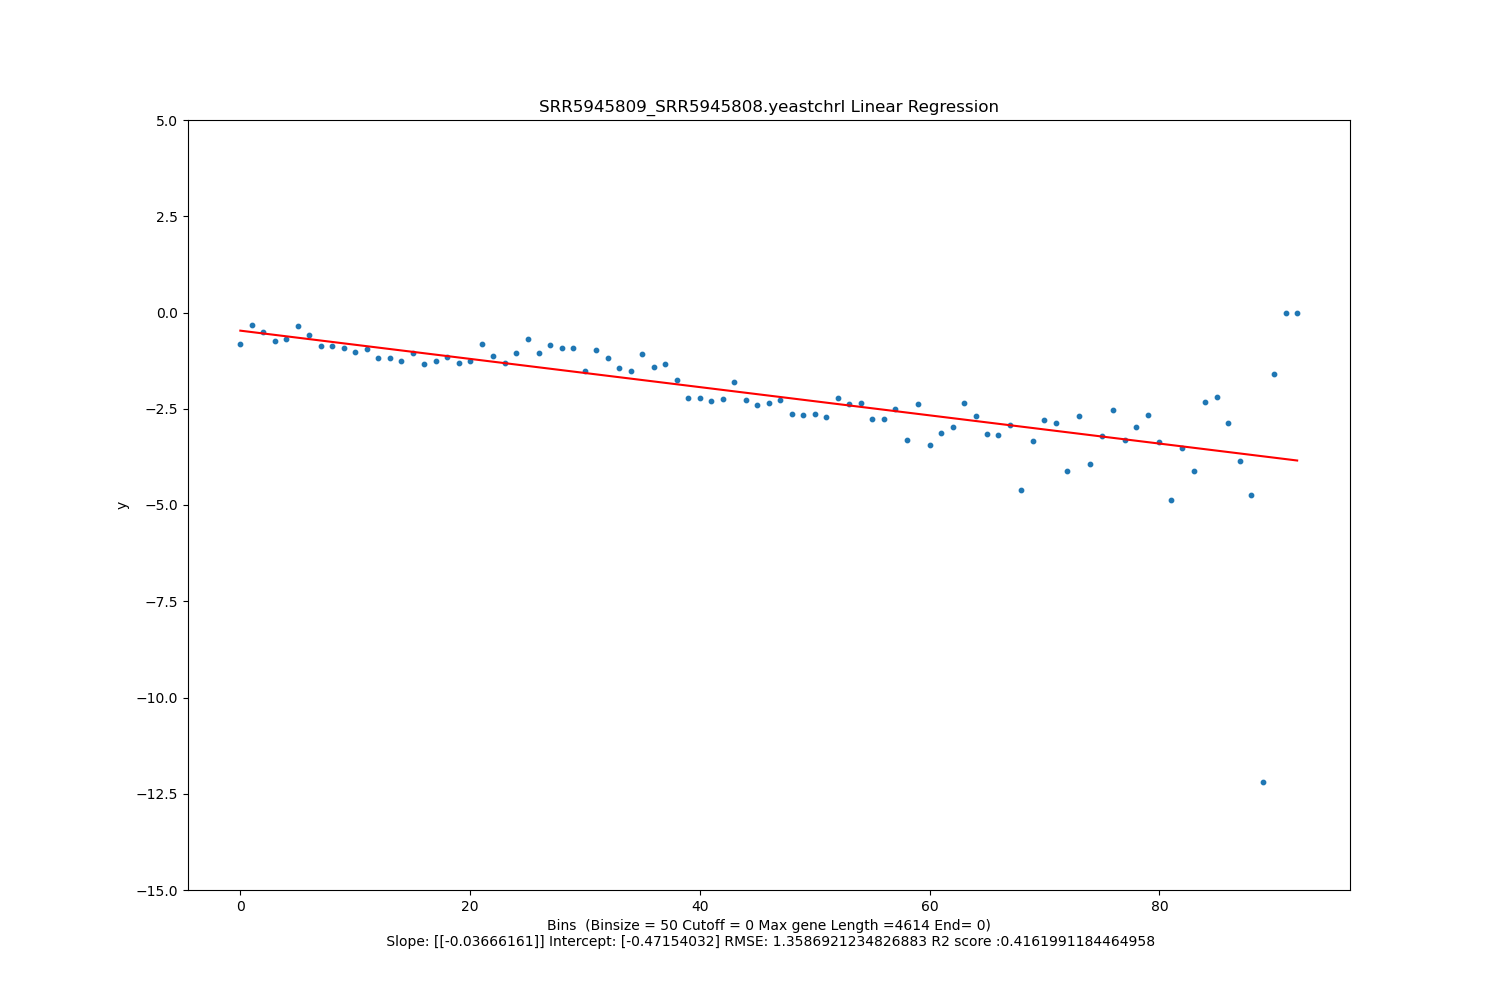 SRR5945809_SRR5945808.yeastchrI Linear Regression
5.0
2.5
0.0
−2.5
−5.0
−7.5
−10.0
−12.5
−15.0
y
0 20 40 60 80
Bins  (Binsize = 50 Cutoff = 0 Max gene Length =4614 End= 0)
Slope: [[-0.03666161]] Intercept: [-0.47154032] RMSE: 1.3586921234826883 R2 score :0.4161991184464958